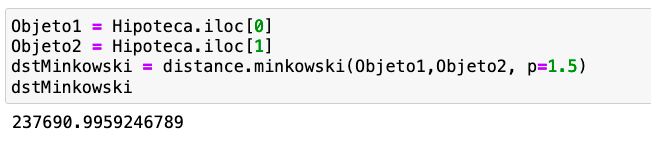 Objeto1 = Hipoteca.iloc[0]
Objeto2 = Hipoteca.iloc[1]
dstMinkowski = distance.minkowski(Objeto1,Objeto2, p=1.5)
dstMinkowski
237690.9959246789